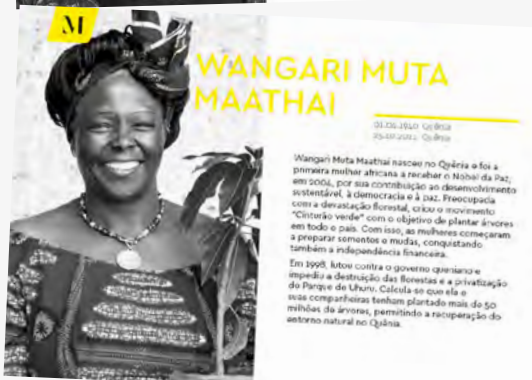 M
WANGARI MUTA
MAATHAI
01.04.1940 Quênia
25.10.2011 Quênia
Wangari Muta Maathai nasceu no Quênia e foi a
primeira mulher africana a receber o Nobel da Paz,
em 2004, por sua contribuição ao desenvolvimento
sustentável, à democracia e à paz. Preocupada
com a devastação florestal, criou o movimento
"Cinturão verde" com o objetivo de plantar árvores
em todo o país. Com isso, as mulheres começaram
a preparar sementes e mudas, conquistando
também a independência financeira.
Em 1998, lutou contra o governo queniano e
impediu a destruição das florestas e a privatização
do Parque de Uhuru. Calcula-se que ela e
suas companheiras tenham plantado mais de 50
milhões de árvores, permitindo a recuperação do
entorno natural no Quênia.